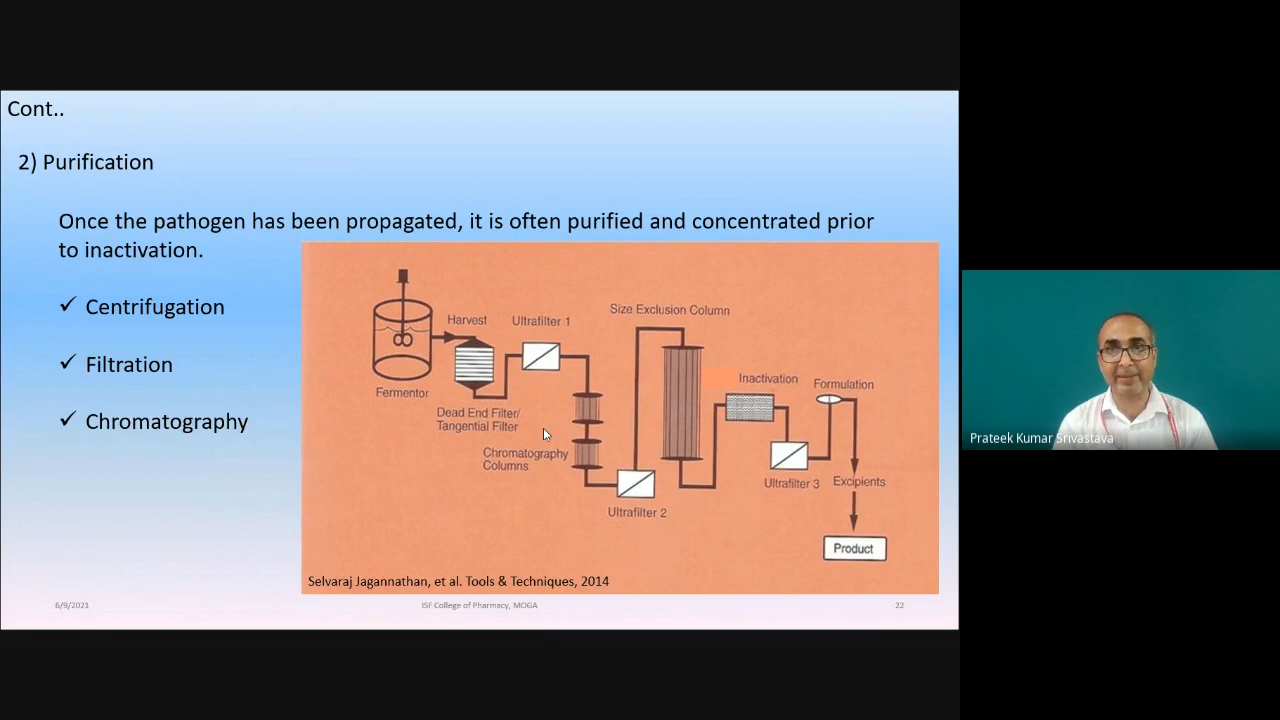 Cont..
2) Purification
Once the pathogen has been propagated, it is often purified and concentrated prior
to inactivation.
✓ Centrifugation
✓ Filtration
✓ Chromatography
Harvest
Ultrafilter 1
Size Exclusion Column
Fermentor
Dead End Filter/
Tangential Filter
Chromatography
Columns
Ultrafilter 2
Inactivation
Formulation
Ultrafilter 3
Excipients
Product
Selvaraj Jagannathan, et al. Tools & Techniques, 2014
6/9/2021
ISF College of Pharmacy, MOGA
22
Prateek Kumar Srivastava